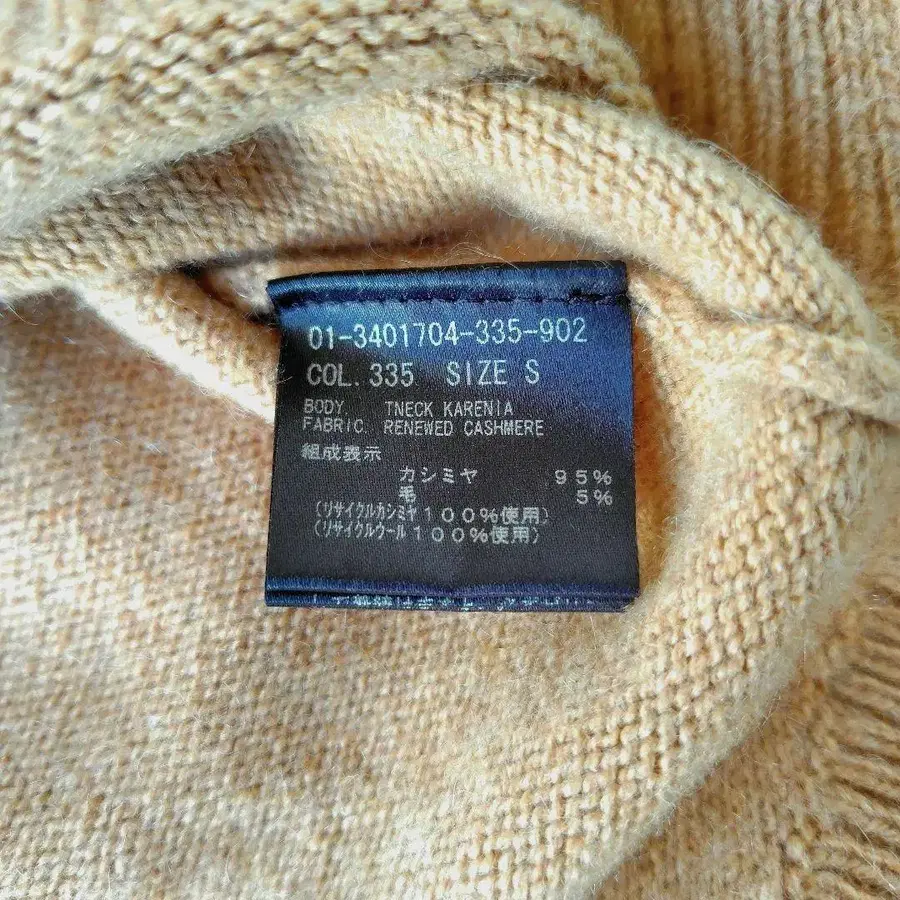 01-3401704-335-902
COL. 335 SIZE S
BODY. TNECK KARENIA
FABRIC. RENEWED CASHMERE
組成表示
カシミヤ 95%
毛 5%
(リサイクルカシミヤ100%使用)
(リサイクルウール100%使用)